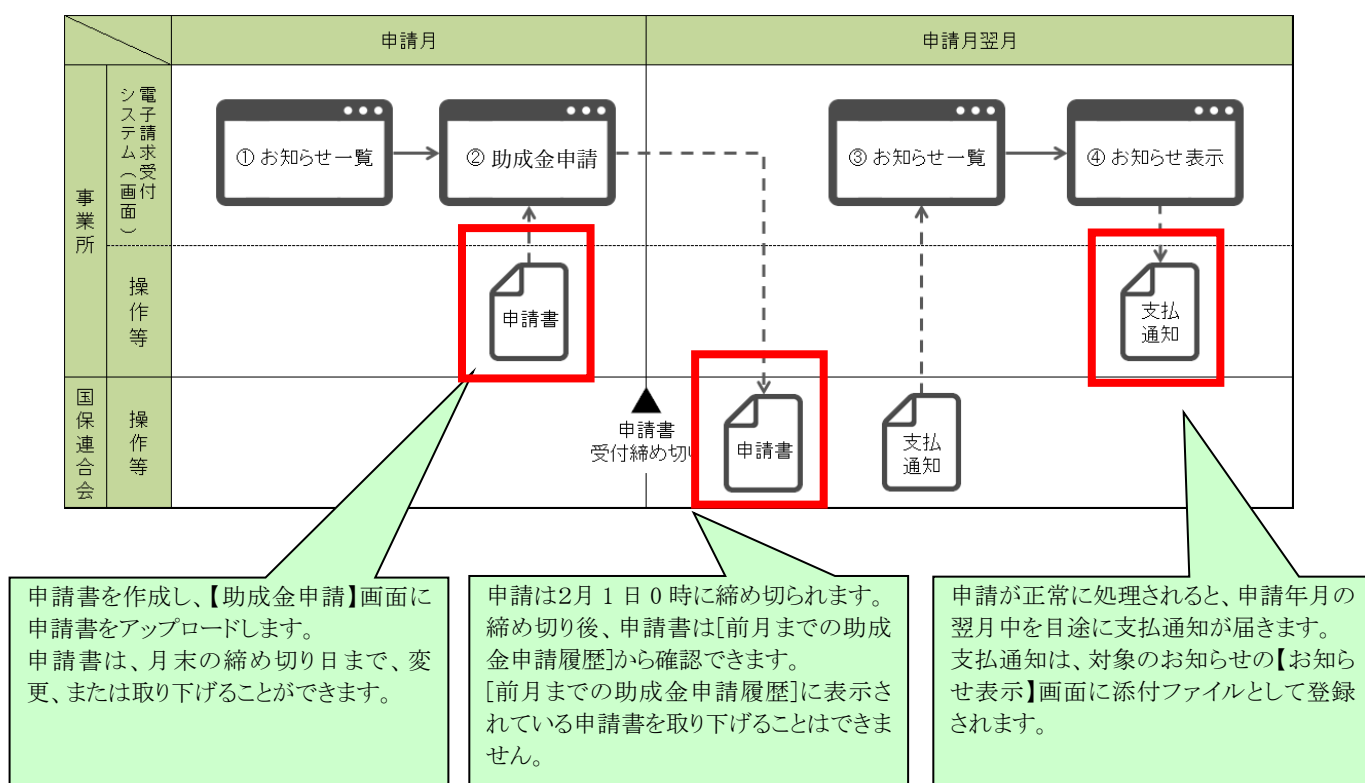 申請月
申請月翌月
事業所
電子請求受付
システム（画面）
① お知らせ一覧
② 助成金申請
③ お知らせ一覧
④ お知らせ表示
操作等
申請書
支払
通知
国保連合会
操作等
申請書
受付締め切り
申請書
支払
通知
申請書を作成し、【助成金申請】画面に
申請書をアップロードします。
申請書は、月末の締め切り日まで、変
更、または取り下げることができます。
申請は２月１日０時に締め切られます。
締め切り後、申請書は[前月までの助成
金申請履歴]から確認できます。
[前月までの助成金申請履歴]に表示さ
れている申請書を取り下げることはできま
せん。
申請が正常に処理されると、申請年月の
翌月中を目途に支払通知が届きます。
支払通知は、対象のお知らせの【お知ら
せ表示】画面に添付ファイルとして登録
されます。